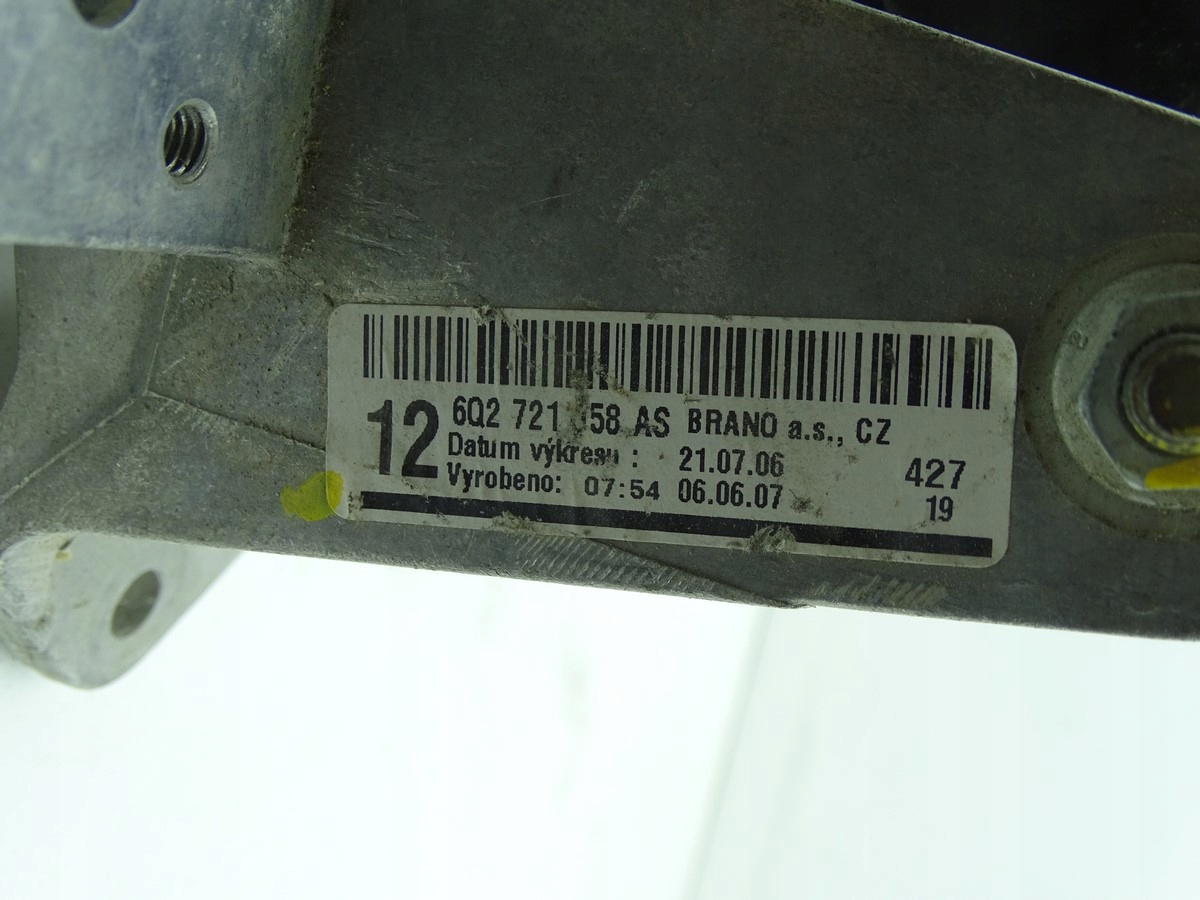 12
6Q2 721 58 AS BRANO a.s., CZ
Datum výkresu : 21.07.06
Vyrobeno: 07:54 06.06.07
427
19
2